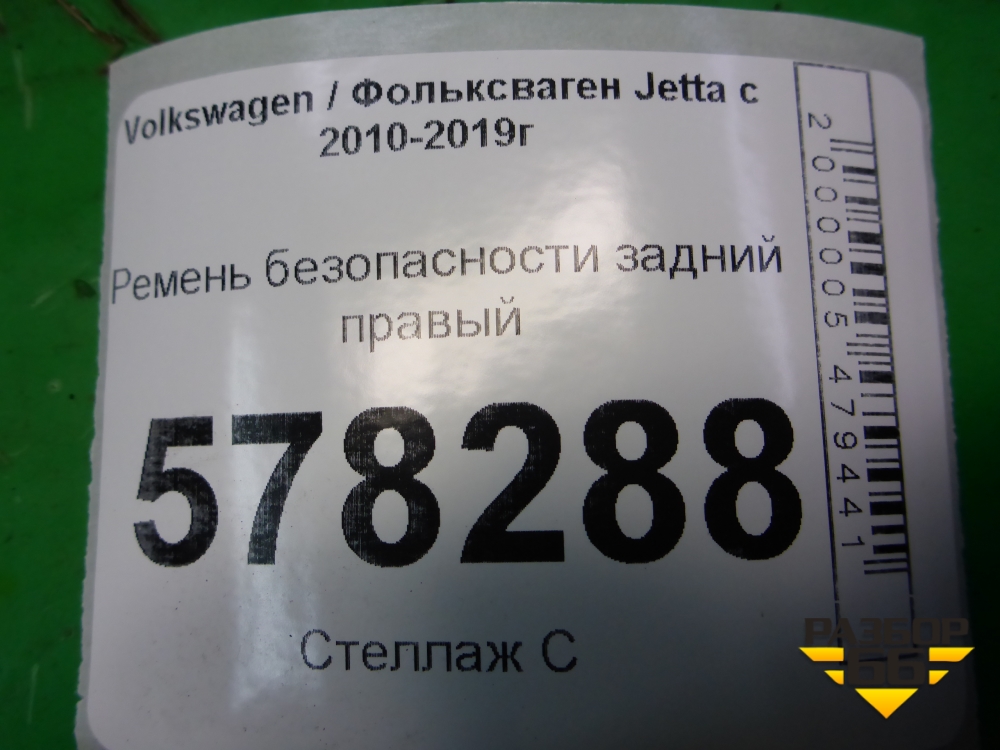 Volkswagen / Фольксваген Jetta с
2010-2019г
Ремень безопасности задний
правый
578288
Стеллаж С
2000005479441
РАЗБОР
66